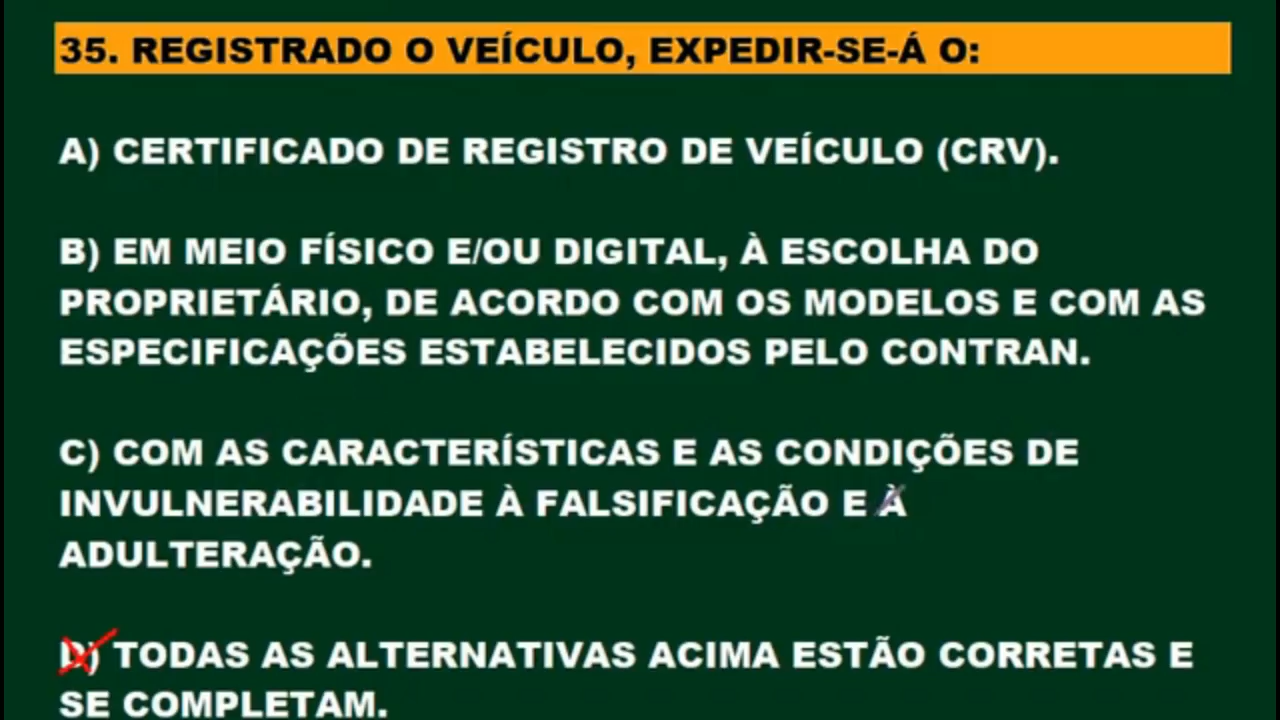 35. REGISTRADO O VEÍCULO, EXPEDIR-SE-Á O:
A) CERTIFICADO DE REGISTRO DE VEÍCULO (CRV).
B) EM MEIO FÍSICO E/OU DIGITAL, À ESCOLHA DO
PROPRIETÁRIO, DE ACORDO COM OS MODELOS E COM AS
ESPECIFICAÇÕES ESTABELECIDOS PELO CONTRAN.
C) COM AS CARACTERÍSTICAS E AS CONDIÇÕES DE
INVULNERABILIDADE À FALSIFICAÇÃO E À
ADULTERAÇÃO.
D) TODAS AS ALTERNATIVAS ACIMA ESTÃO CORRETAS E
SE COMPLETAM.